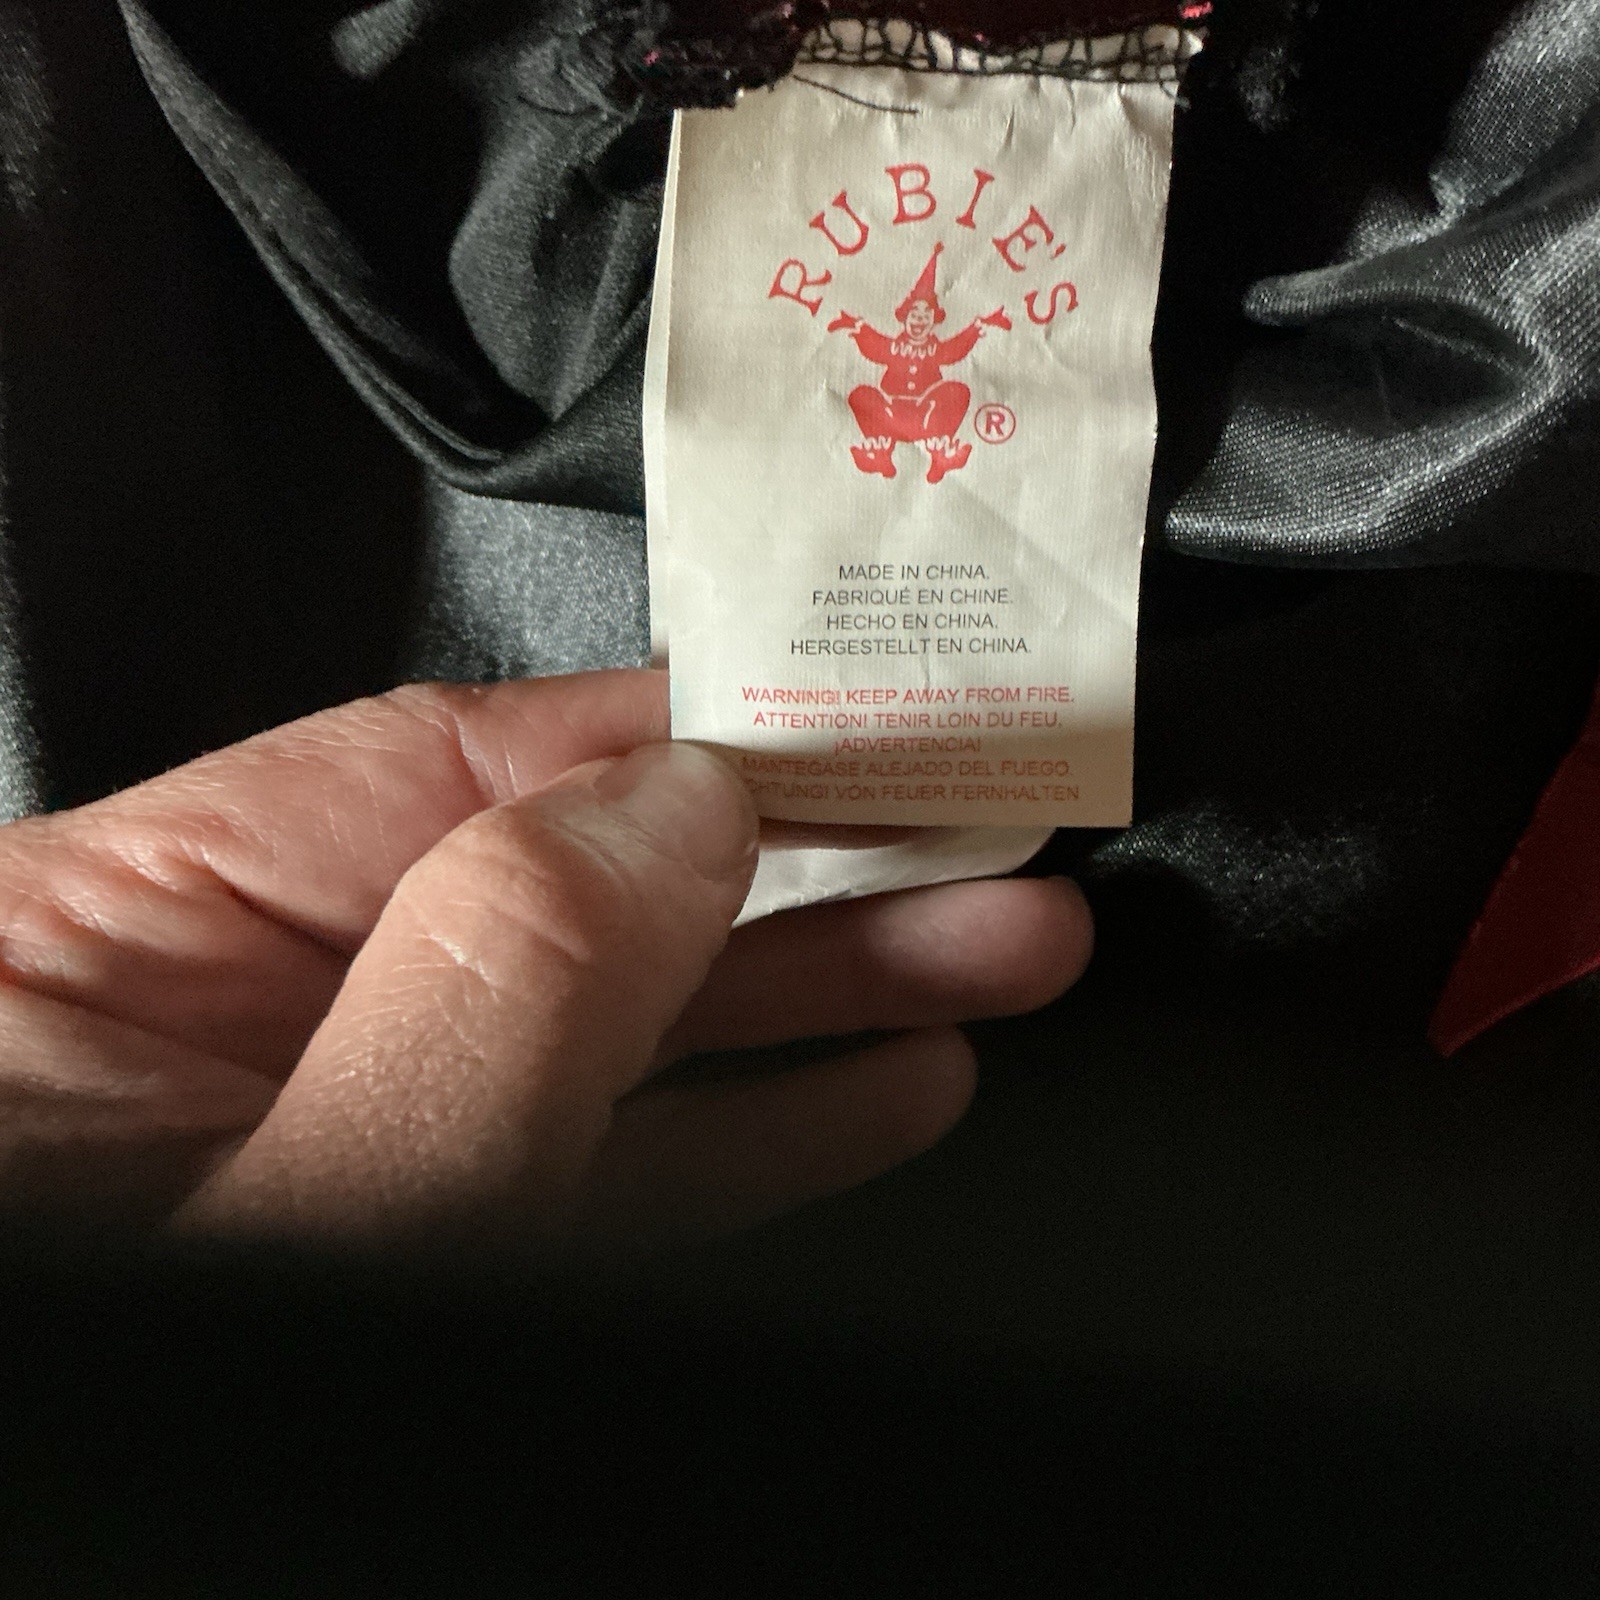 RUBIE'S
®
MADE IN CHINA.
FABRIQUÉ EN CHINE.
HECHO EN CHINA.
HERGESTELLT EN CHINA.
WARNING! KEEP AWAY FROM FIRE.
ATTENTION! TENIR LOIN DU FEU.
¡ADVERTENCIA!
MANTEGASE ALEJADO DEL FUEGO.
CHTUNG! VON FEUER FERNHALTEN